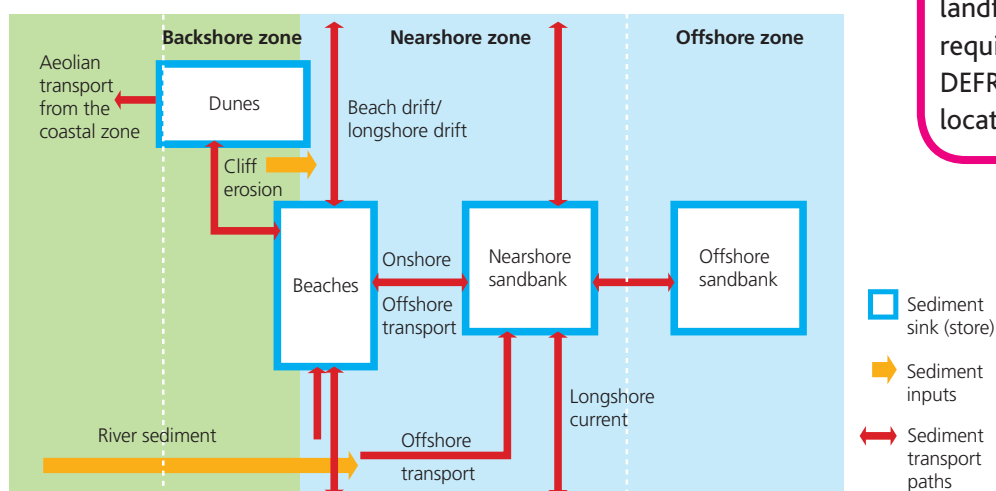 Backshore zone
Nearshore zone
Offshore zone
Aeolian
transport
from the
coastal zone
Dunes
Beach drift/
longshore drift
Cliff
erosion
Beaches
Onshore
Offshore
transport
Nearshore
sandbank
Offshore
sandbank
Longshore
current
River sediment
Offshore
transport
Sediment
sink (store)
Sediment
inputs
Sediment
transport
paths
landf
requi
DEFR
locat